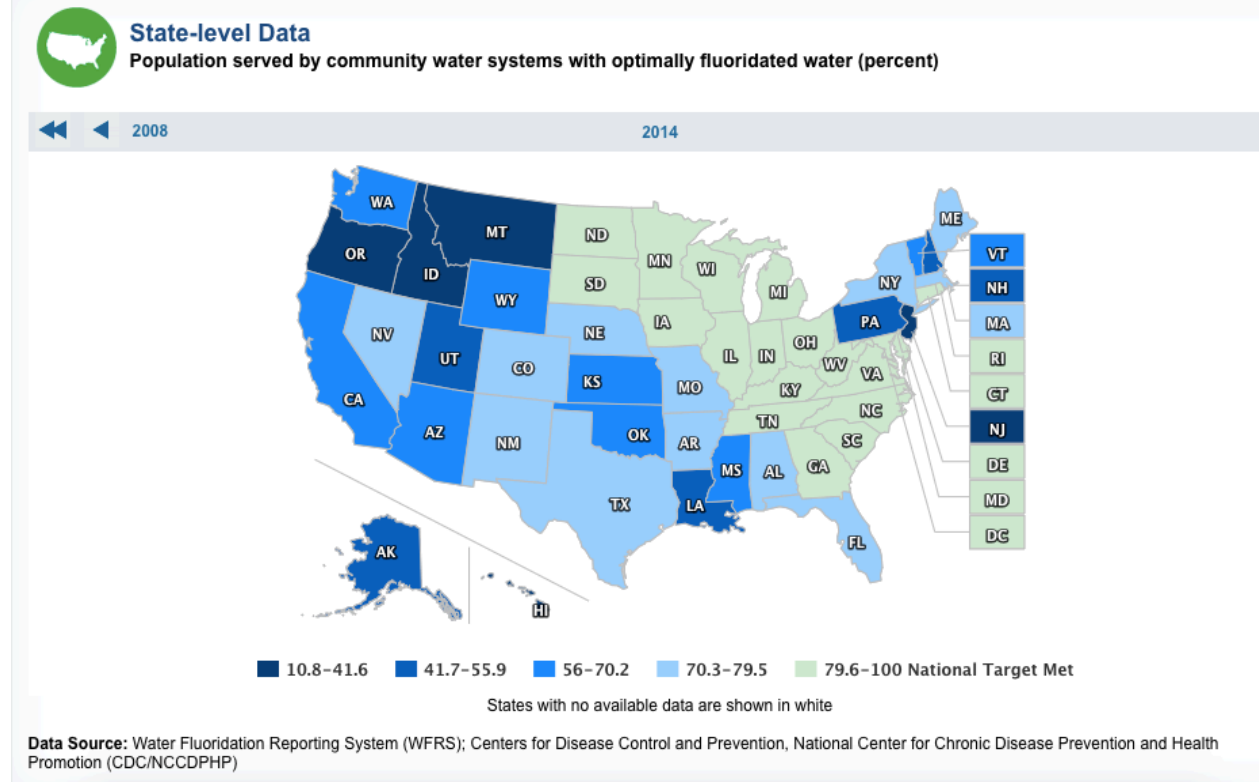 State-level Data
Population served by community water systems with optimally fluoridated water (percent)
2008 2014
WA
ME
MT
ND
OR
MN
VT
ID
WI
NH
SD
NY
MI
WY
PA
MA
IA
NV
NE
OH
RI
UT
IL
IN
CO
WV
VA
KS
MO
KY
CT
CA
NC
TN
NJ
AZ
OK
SC
NM
AR
MS
AL
GA
DE
TX
LA
MD
DC
FL
AK
HI
10.8-41.6 41.7-55.9 56-70.2 70.3-79.5 79.6-100 National Target Met
States with no available data are shown in white
Data Source: Water Fluoridation Reporting System (WFRS); Centers for Disease Control and Prevention, National Center for Chronic Disease Prevention and Health
Promotion (CDC/NCCDPHP)